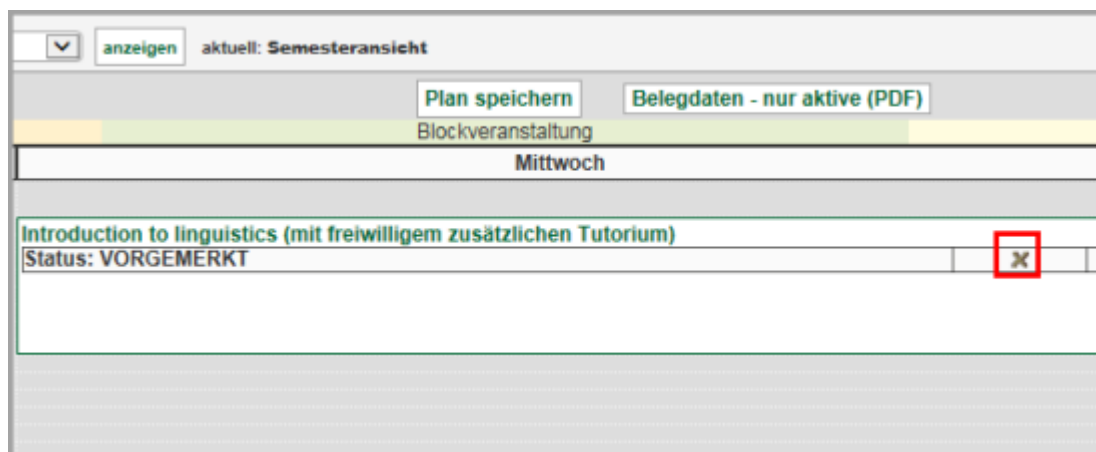 anzeigen aktuell: Semesteransicht
Plan speichern Belegdaten - nur aktive (PDF)
Blockveranstaltung
Mittwoch
Introduction to linguistics (mit freiwilligem zusätzlichen Tutorium)
Status: VORGEMERKT